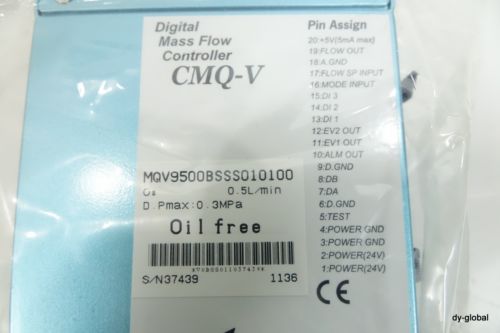 Digital
Mass Flow
Controller
CMQ-V
MQV9500BSSS010100
O₂ 0.5L/min
D.Pmax:0.3MPa
Oil free
S/N37439 1136
Pin Assign
20:+5V(5mA max)
19:FLOW OUT
18:A.GND
17:FLOW SP INPUT
16:MODE INPUT
15:DI 3
14:DI 2
13:DI 1
12:EV2 OUT
11:EV1 OUT
10:ALM OUT
9:D.GND
8:DB
7:DA
6:D.GND
5:TEST
4:POWER GND
3:POWER GND
2:POWER(24V)
1:POWER(24V)
CE
dy-global